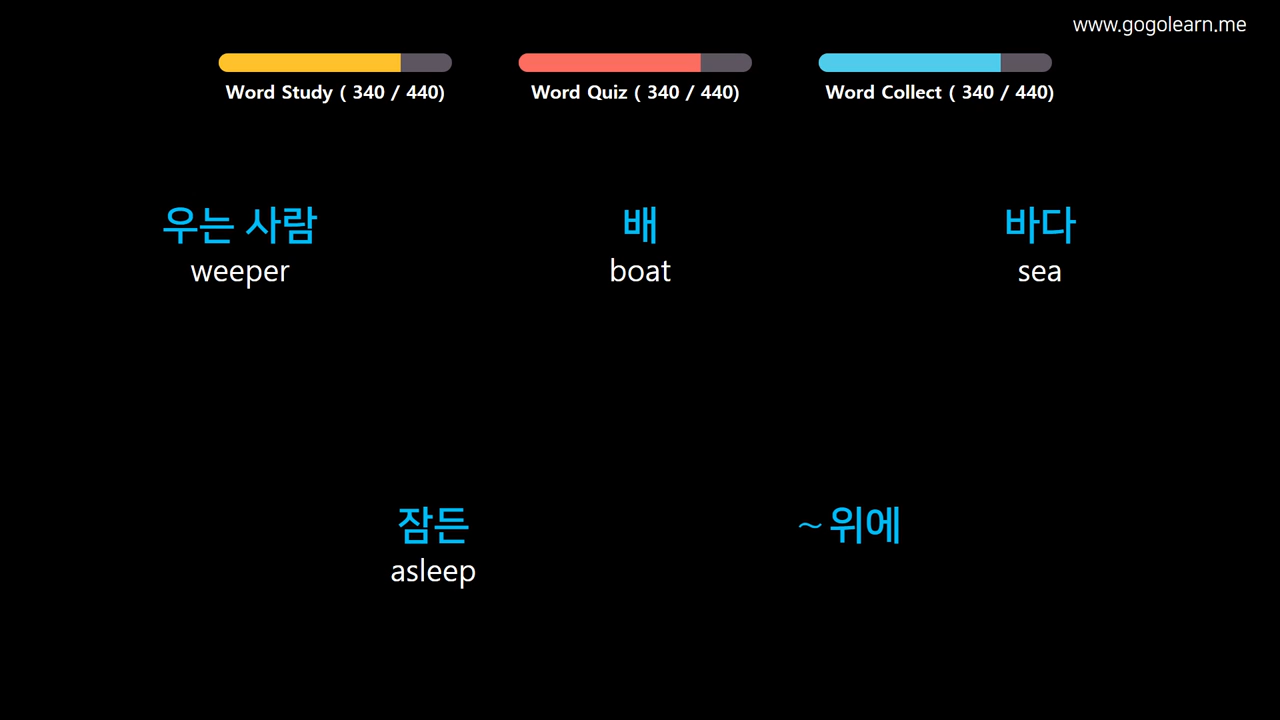 www.gogolearn.me
Word Study ( 340 / 440)
Word Quiz ( 340 / 440)
Word Collect ( 340 / 440)
우는 사람
weeper
배
boat
바다
sea
잠든
asleep
~ 위에